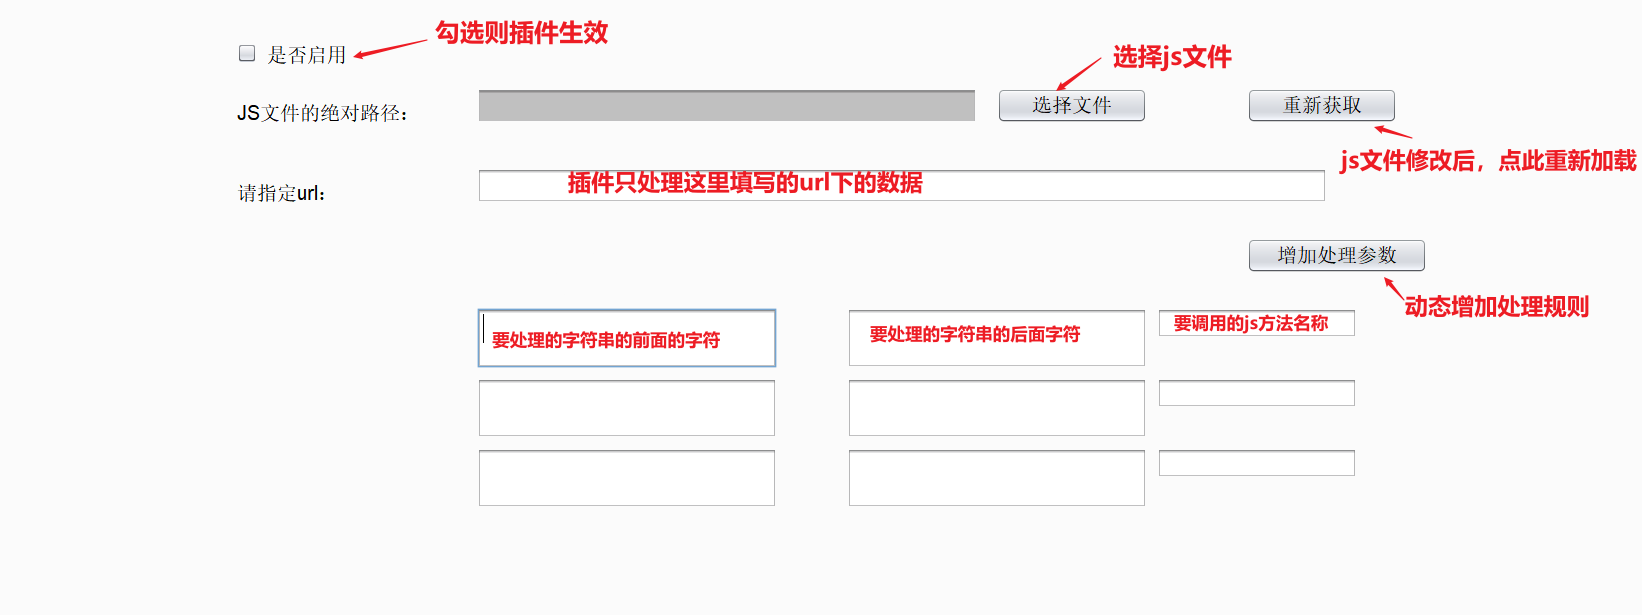 勾选则插件生效
是否启用
选择js文件
JS文件的绝对路径：
选择文件
重新获取
js文件修改后，点此重新加载
请指定url：
插件只处理这里填写的url下的数据
增加处理参数
动态增加处理规则
要处理的字符串的前面的字符
要处理的字符串的后面字符
要调用的js方法名称